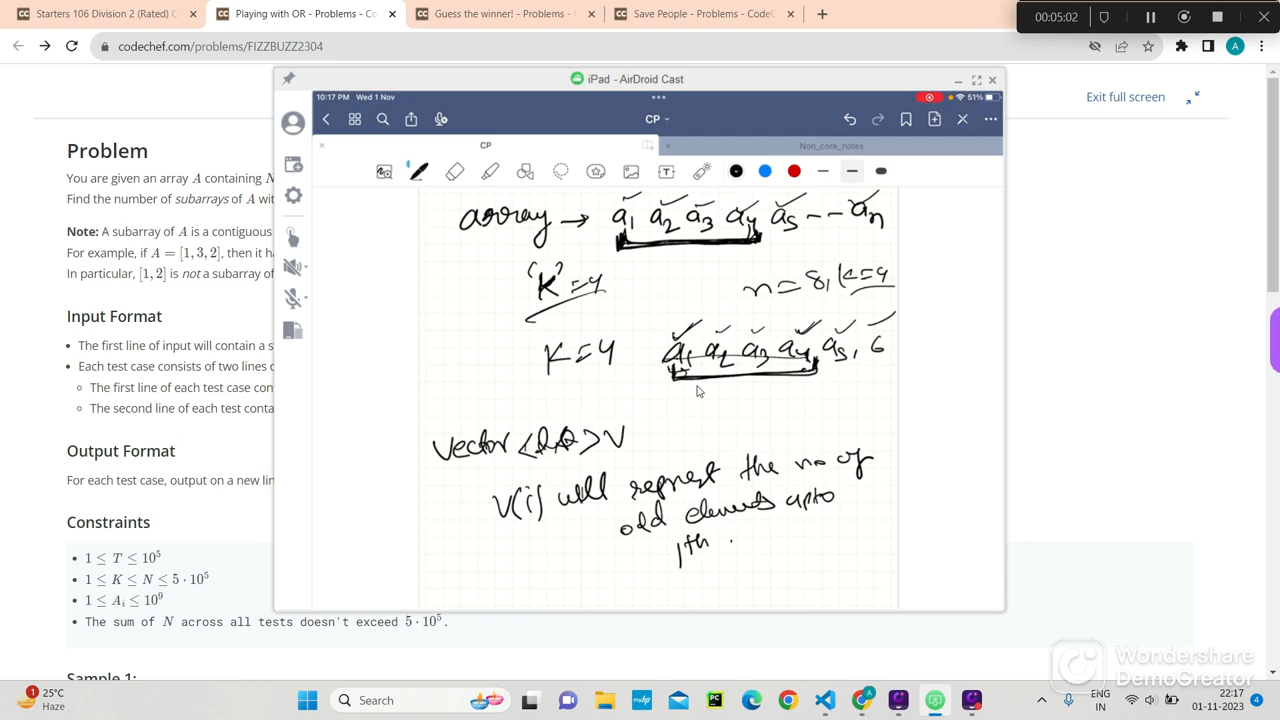 Starters 106 Division 2 (Rated) C
Playing with OR - Problems - Co
Guess the winner! - Problems - C
Save People - Problems - CodeC
00:05:02
codechef.com/problems/FIZZBUZZ2304
A
Exit full screen
iPad - AirDroid Cast
10:17 PM Wed 1 Nov
51%
CP
CP
Non_core_notes
Problem
You are given an array A containing N
Find the number of subarrays of A wit
Note: A subarray of A is a contiguous
For example, if A = [1, 3, 2], then it ha
In particular, [1, 2] is not a subarray of
Input Format
The first line of input will contain a s
Each test case consists of two lines c
The first line of each test case con
The second line of each test conta
Output Format
For each test case, output on a new lin
Constraints
1 ≤ T ≤ 10^5
1 ≤ K ≤ N ≤ 5 · 10^5
1 ≤ A_i ≤ 10^9
The sum of N across all tests doesn't exceed 5 · 10^5.
Sample 1:
array → a1 a2 a3 a4 a5 -- an
'K' = 4
n = 8, K = 4
K = 4 a1 a2 a3 a4 a5, 6
vector < > V
V(i) will represt the no of
odd elements upto
ith .
Wondershare
DemoCreator
1
25°C
Haze
Search
ENG
IN
22:17
01-11-2023
4